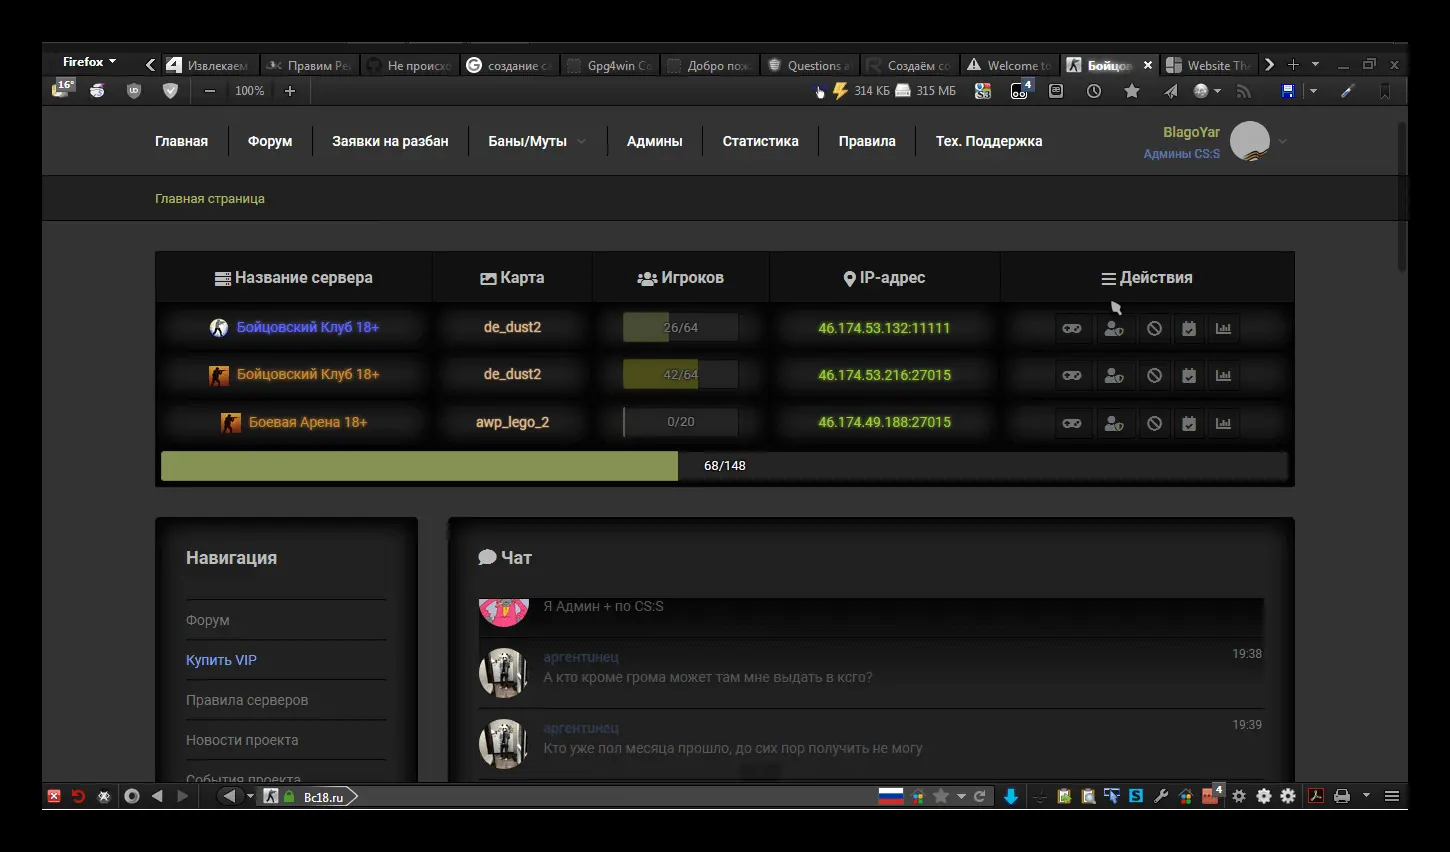 Firefox
Извлекаем
Правим Ре
Не происхо
создание са
Gpg4win Co
Добро пож
Questions a
Создаём со
Welcome to
Бойцов
Website The
16°
UD
100%
314 КБ
315 МБ
S3
4
Главная
Форум
Заявки на разбан
Баны/Муты
Админы
Статистика
Правила
Тех. Поддержка
BlagoYar
Админы CS:S
Главная страница
Название сервера
Карта
Игроков
IP-адрес
Действия
Бойцовский Клуб 18+
de_dust2
26/64
46.174.53.132:11111
Бойцовский Клуб 18+
de_dust2
42/64
46.174.53.216:27015
Боевая Арена 18+
awp_lego_2
0/20
46.174.49.188:27015
68/148
Навигация
Форум
Купить VIP
Правила серверов
Новости проекта
События проекта
Чат
Я Админ + по CS:S
аргентинец
19:38
А кто кроме грома может там мне выдать в ксго?
аргентинец
19:39
Кто уже пол месяца прошло, до сих пор получить не могу
Bc18.ru
S
4